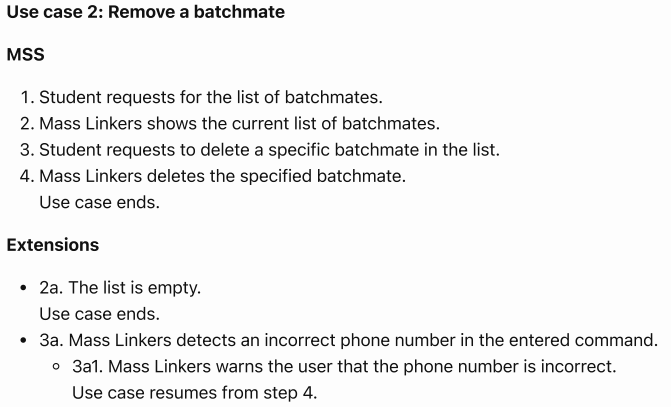 Use case 2: Remove a batchmate
MSS
1. Student requests for the list of batchmates.
2. Mass Linkers shows the current list of batchmates.
3. Student requests to delete a specific batchmate in the list.
4. Mass Linkers deletes the specified batchmate.
Use case ends.
Extensions
• 2a. The list is empty.
Use case ends.
• 3a. Mass Linkers detects an incorrect phone number in the entered command.
◦ 3a1. Mass Linkers warns the user that the phone number is incorrect.
Use case resumes from step 4.